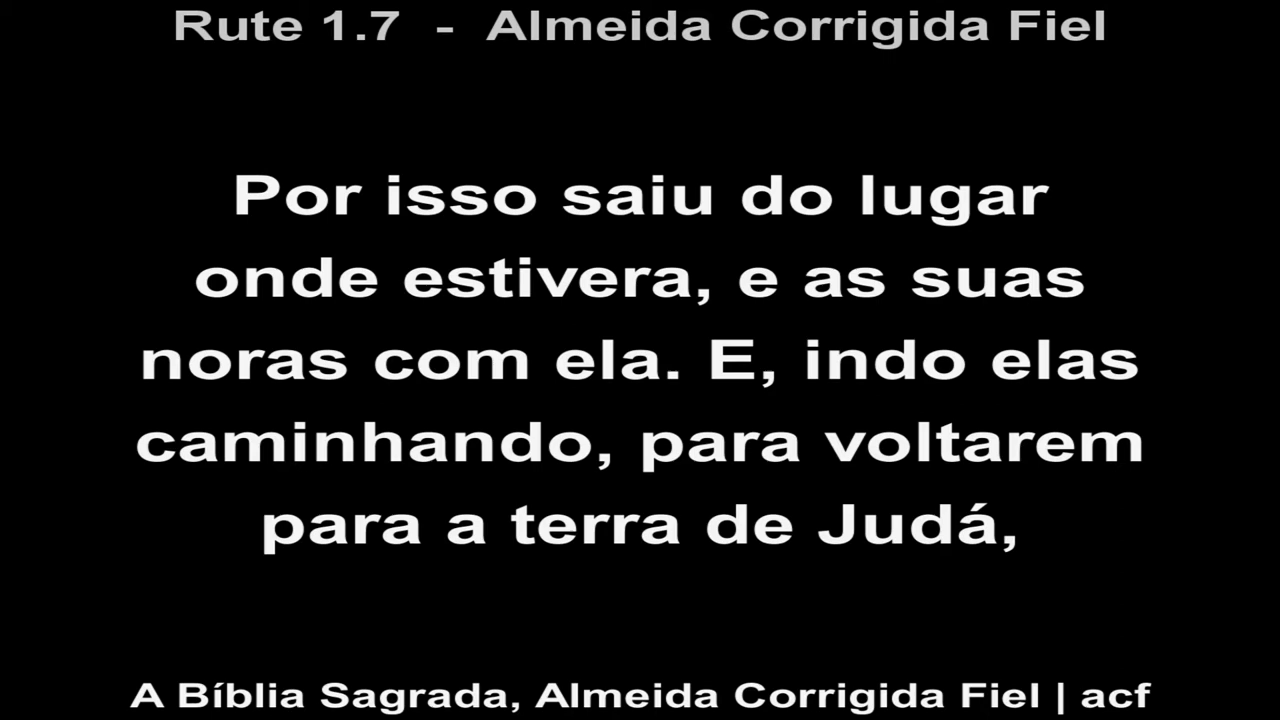 Rute 1.7 - Almeida Corrigida Fiel
Por isso saiu do lugar
onde estivera, e as suas
noras com ela. E, indo elas
caminhando, para voltarem
para a terra de Judá,
A Bíblia Sagrada, Almeida Corrigida Fiel | acf